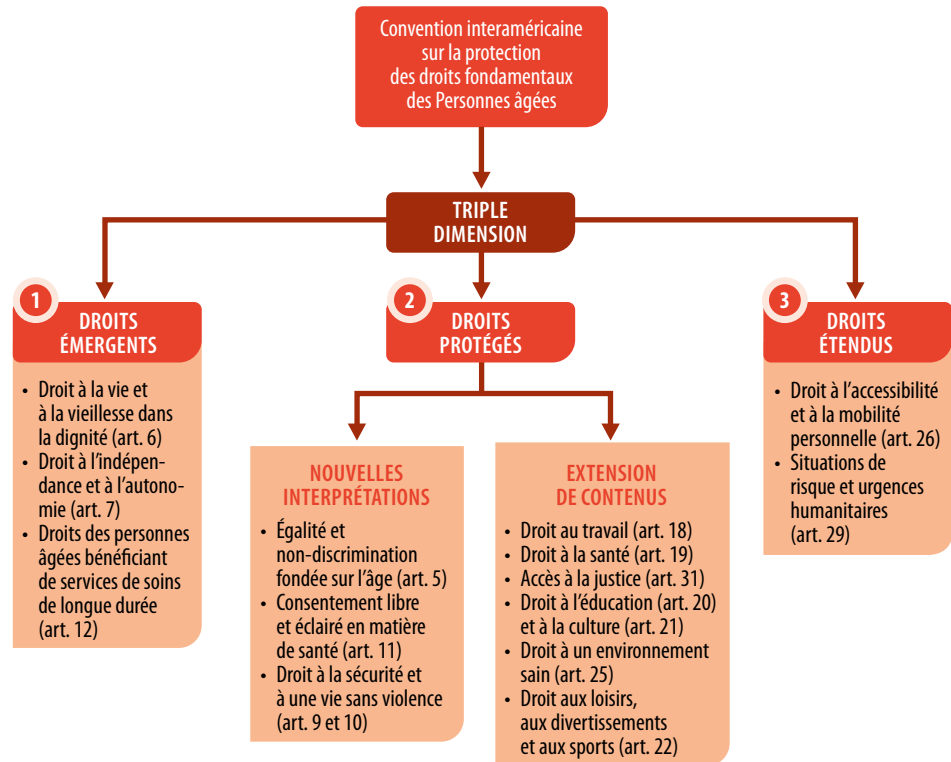 Convention interaméricaine
sur la protection
des droits fondamentaux
des Personnes âgées
TRIPLE
DIMENSION
1
DROITS
ÉMERGENTS
• Droit à la vie et
à la vieillesse dans
la dignité (art. 6)
• Droit à l’indépen-
dance et à l’autono-
mie (art. 7)
• Droits des personnes
âgées bénéficiant
de services de soins
de longue durée
(art. 12)
2
DROITS
PROTÉGÉS
NOUVELLES
INTERPRÉTATIONS
• Égalité et
non-discrimination
fondée sur l’âge (art. 5)
• Consentement libre
et éclairé en matière
de santé (art. 11)
• Droit à la sécurité et
à une vie sans violence
(art. 9 et 10)
EXTENSION
DE CONTENUS
• Droit au travail (art. 18)
• Droit à la santé (art. 19)
• Accès à la justice (art. 31)
• Droit à l’éducation (art. 20)
et à la culture (art. 21)
• Droit à un environnement
sain (art. 25)
• Droit aux loisirs,
aux divertissements
et aux sports (art. 22)
3
DROITS
ÉTENDUS
• Droit à l’accessibilité
et à la mobilité
personnelle (art. 26)
• Situations de
risque et urgences
humanitaires
(art. 29)